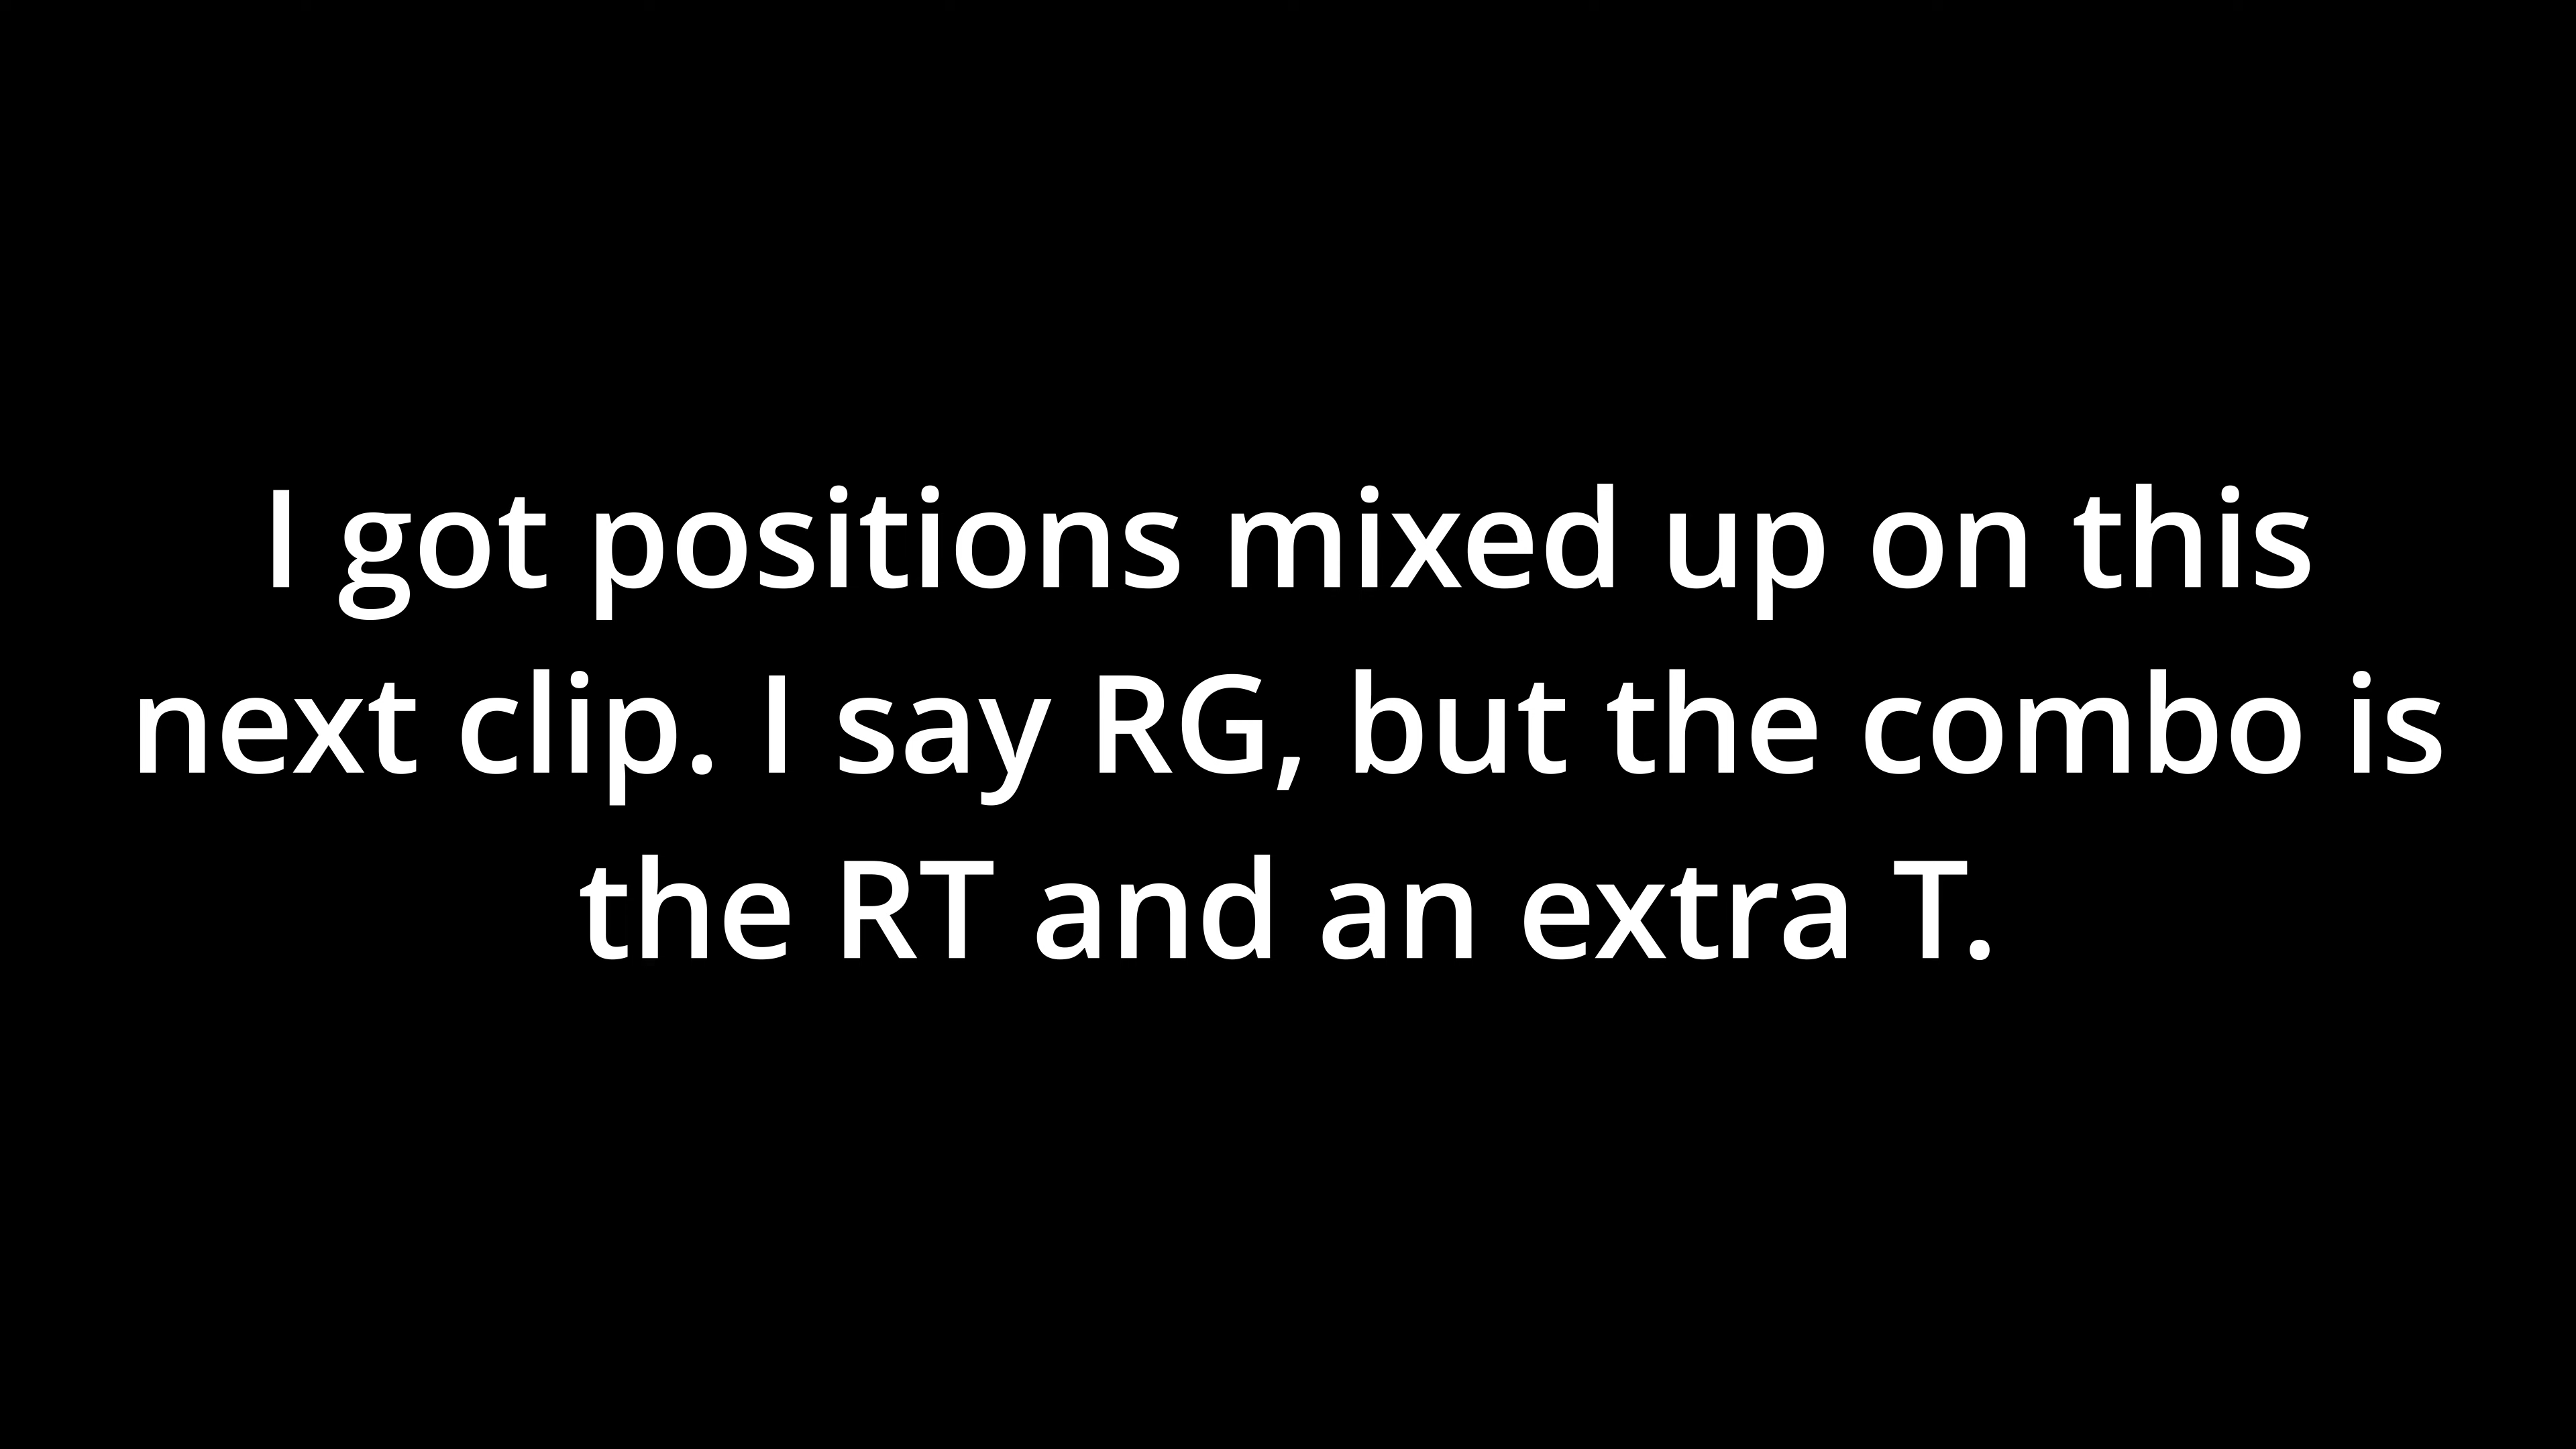 I got positions mixed up on this
next clip. I say RG, but the combo is
the RT and an extra T.